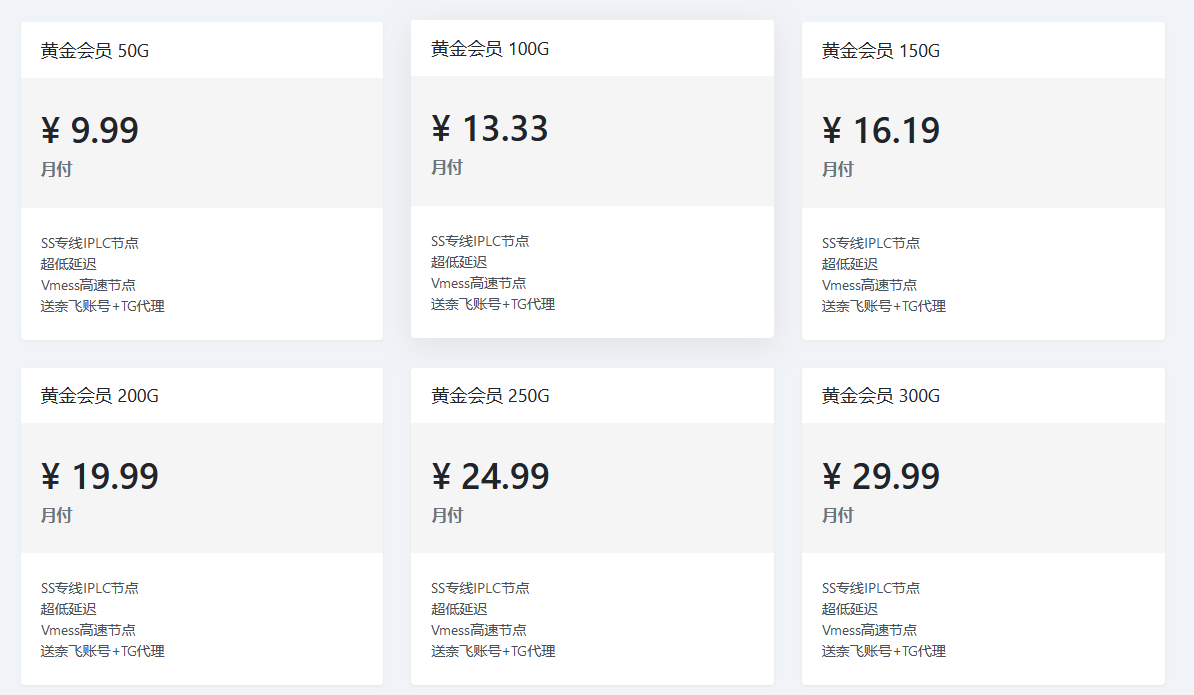 黄金会员 50G
¥ 9.99
月付
SS专线IPLC节点
超低延迟
Vmess高速节点
送奈飞账号+TG代理
黄金会员 100G
¥ 13.33
月付
SS专线IPLC节点
超低延迟
Vmess高速节点
送奈飞账号+TG代理
黄金会员 150G
¥ 16.19
月付
SS专线IPLC节点
超低延迟
Vmess高速节点
送奈飞账号+TG代理
黄金会员 200G
¥ 19.99
月付
SS专线IPLC节点
超低延迟
Vmess高速节点
送奈飞账号+TG代理
黄金会员 250G
¥ 24.99
月付
SS专线IPLC节点
超低延迟
Vmess高速节点
送奈飞账号+TG代理
黄金会员 300G
¥ 29.99
月付
SS专线IPLC节点
超低延迟
Vmess高速节点
送奈飞账号+TG代理